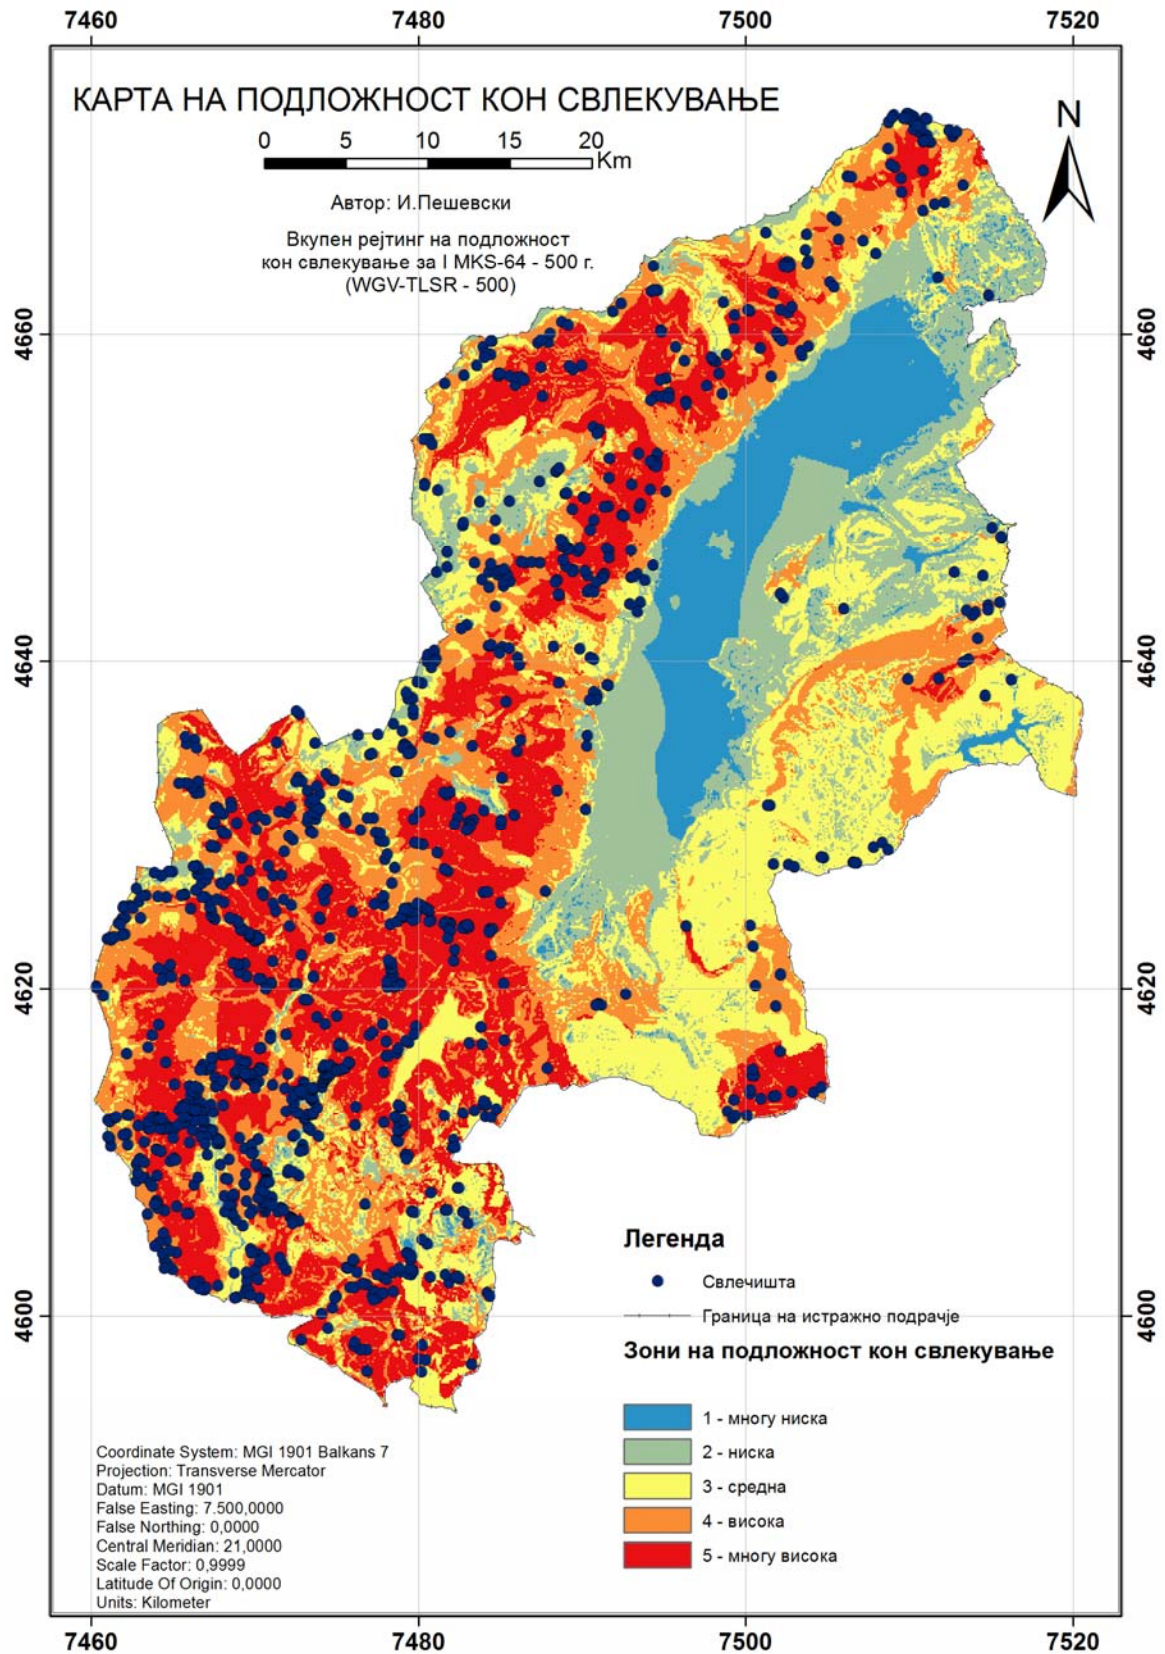 7460 7480 7500 7520
КАРТА НА ПОДЛОЖНОСТ КОН СВЛЕКУВАЊЕ
N
0 5 10 15 20
Km
Автор: И.Пешевски
Вкупен рејтинг на подложност
кон свлекување за I MKS-64 - 500 г.
(WGV-TLSR - 500)
4660 4660
4640 4640
4620 4620
4600 4600
Легенда
Свлечишта
Граница на истражно подрачје
Зони на подложност кон свлекување
1 - многу ниска
2 - ниска
3 - средна
4 - висока
5 - многу висока
Coordinate System: MGI 1901 Balkans 7
Projection: Transverse Mercator
Datum: MGI 1901
False Easting: 7.500,0000
False Northing: 0,0000
Central Meridian: 21,0000
Scale Factor: 0,9999
Latitude Of Origin: 0,0000
Units: Kilometer
7460 7480 7500 7520